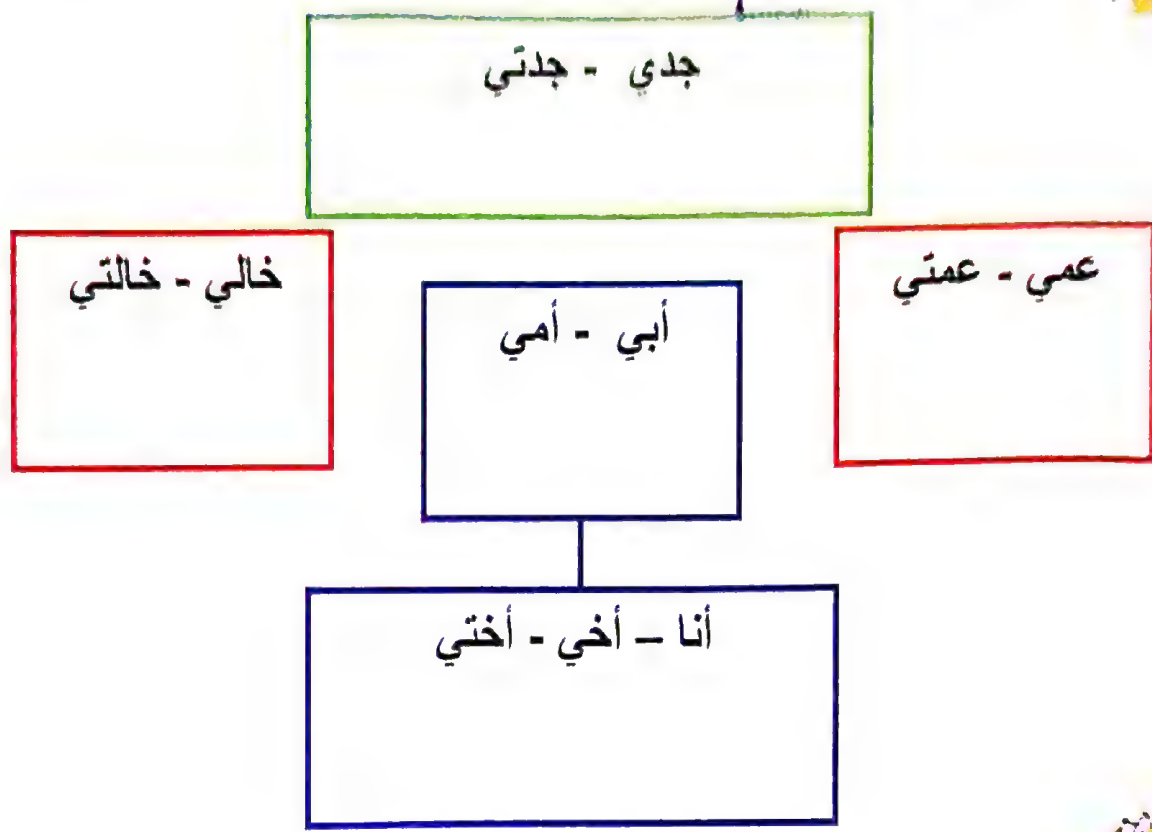 جدي - جدتي
عمي - عمتي
خالي - خالتي
أبي - أمي
أنا – أخي - أختي